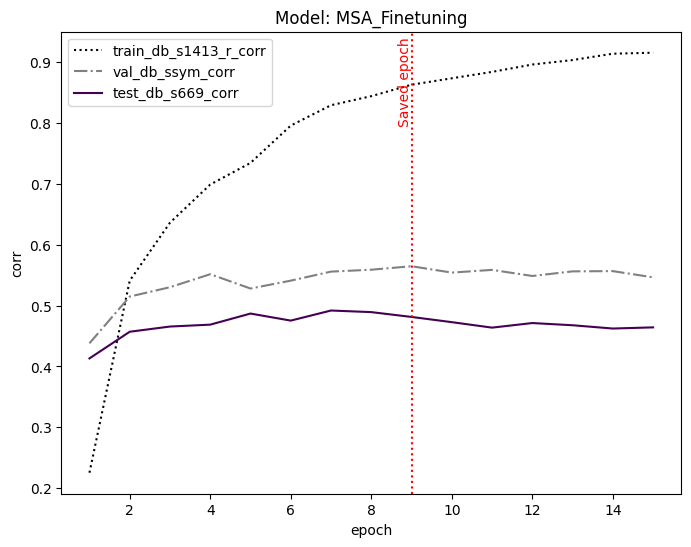 Model: MSA_Finetuning
train_db_s1413_r_corr
val_db_ssym_corr
test_db_s669_corr
Saved epoch
corr
0.9
0.8
0.7
0.6
0.5
0.4
0.3
0.2
2 4 6 8 10 12 14
epoch